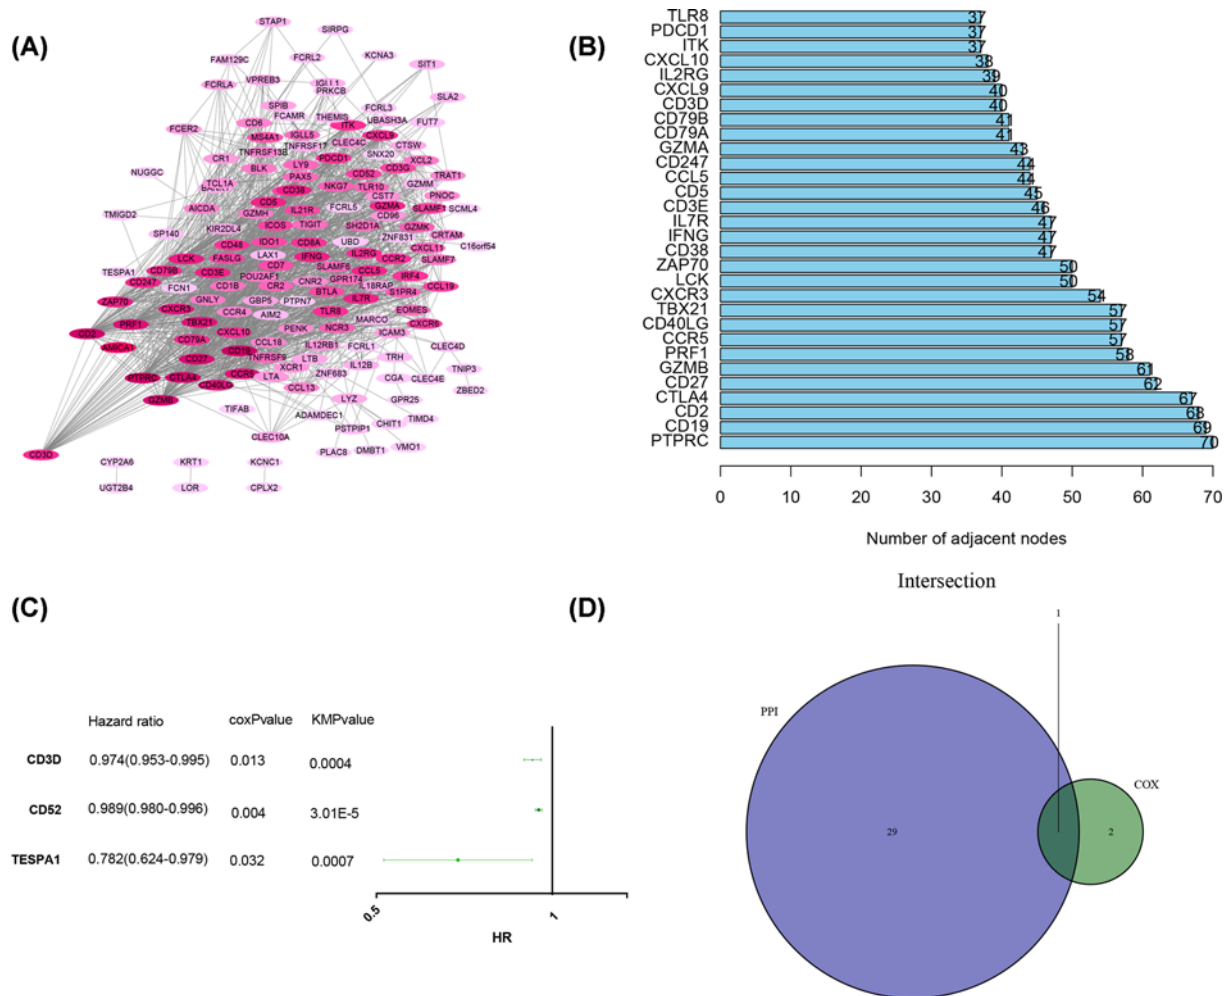 (A)
STAP1
SIRPG
FAM129C
FCRL2
KCNA3
SIT1
FCRLA
VPREB3
IGLL1
PRKCB
SLA2
SPIB
FCRL3
FCAMR
THEMIS
UBASH3A
FUT7
FCER2
CD6
ITK
MS4A1
IGLL5
CXCL9
TNFRSF17
CLEC4C
CTSW
TNFRSF13B
SNX20
CR1
PDCD1
XCL2
NUGGC
BLK
LY9
CD3G
TRAT1
TCL1A
PAX5
CD52
GZMM
CD38
NKG7
TLR10
PNOC
CST7
AICDA
CD5
FCRL5
GZMA
SLAMF1
SCML4
TMIGD2
GZMH
IL21R
CD96
KIR2DL4
ICOS
TIGIT
SH2D1A
GZMK
CRTAM
SP140
ZNF831
CD48
IDO1
CD8A
UBD
CXCL11
C16orf54
LCK
FASLG
LAX1
IFNG
IL2RG
CCR2
SLAMF7
TESPA1
CD79B
CD3E
CD7
SLAMF6
CCL5
IRF4
CD247
POU2AF1
GPR174
FCN1
CD1B
CR2
CNR2
IL18RAP
CCL19
BTLA
S1PR4
ZAP70
GNLY
GBP5
PTPN7
IL7R
CXCR3
CCR4
AIM2
TLR8
EOMES
PRF1
TBX21
MARCO
CXCR6
CD2
CXCL10
PENK
NCR3
ICAM3
AMICA1
CD79A
CCL18
IL12RB1
FCRL1
CLEC4D
CD27
CD19
TNFRSF9
LTB
TRH
XCR1
IL12B
TNIP3
PTPRC
CTLA4
CCR5
LTA
ZNF683
CGA
CLEC4E
CD40LG
CCL13
ZBED2
GZMB
LYZ
GPR25
TIFAB
ADAMDEC1
TIMD4
PSTPIP1
CHIT1
CLEC10A
PLAC8
DMBT1
VMO1
CD3D
CYP2A6
KRT1
KCNC1
UGT2B4
LOR
CPLX2
(B)
TLR8 37
PDCD1 37
ITK 37
CXCL10 38
IL2RG 39
CXCL9 40
CD3D 40
CD79B 41
CD79A 41
GZMA 43
CD247 44
CCL5 44
CD5 45
CD3E 46
IL7R 47
IFNG 47
CD38 47
ZAP70 50
LCK 50
CXCR3 54
TBX21 57
CD40LG 57
CCR5 57
PRF1 58
GZMB 61
CD27 62
CTLA4 67
CD2 68
CD19 69
PTPRC 70
0 10 20 30 40 50 60 70
Number of adjacent nodes
(C)
Hazard ratio coxPvalue KMPvalue
CD3D 0.974(0.953-0.995) 0.013 0.0004
CD52 0.989(0.980-0.996) 0.004 3.01E-5
TESPA1 0.782(0.624-0.979) 0.032 0.0007
0.5 1
HR
(D)
Intersection
1
PPI
COX
29
2